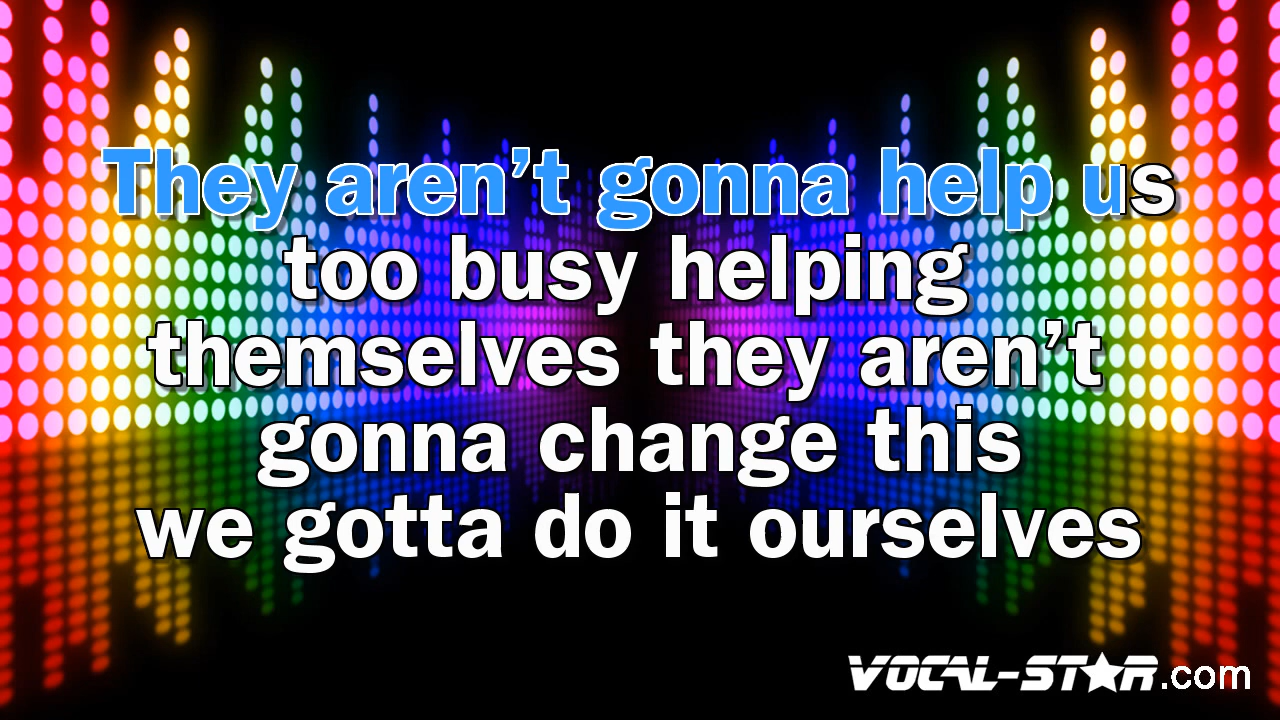 They aren’t gonna help us
too busy helping
themselves they aren’t
gonna change this
we gotta do it ourselves
VOCAL-STAR.com